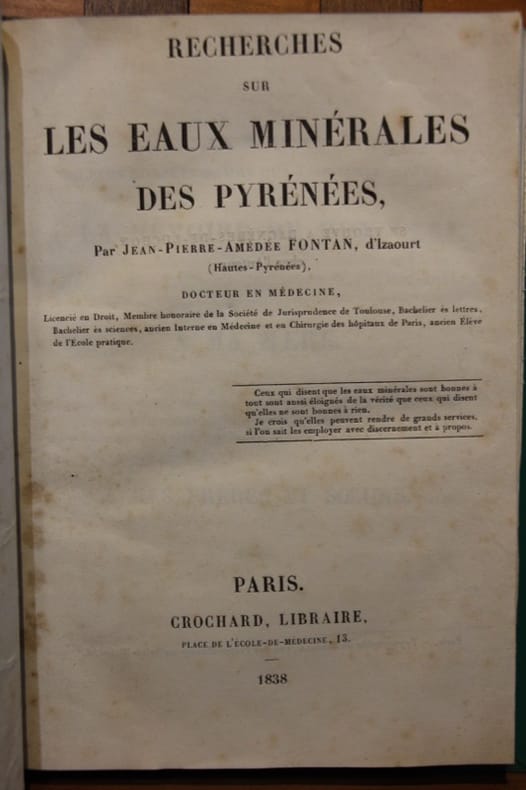 RECHERCHES
SUR
LES EAUX MINÉRALES
DES PYRÉNÉES,
Par JEAN-PIERRE-AMÉDÉE FONTAN, d'Izaourt
(Hautes-Pyrénées),
DOCTEUR EN MÉDECINE,
Licencié en Droit, Membre honoraire de la Société de Jurisprudence de Toulouse, Bachelier ès lettres,
Bachelier ès sciences, ancien Interne en Médecine et en Chirurgie des hôpitaux de Paris, ancien Élève
de l'École pratique.
Ceux qui disent que les eaux minérales sont bonnes à
tout sont aussi éloignés de la vérité que ceux qui disent
qu'elles ne sont bonnes à rien.
Je crois qu'elles peuvent rendre de grands services,
si l'on sait les employer avec discernement et à propos.
PARIS.
CROCHARD, LIBRAIRE,
PLACE DE L'ÉCOLE-DE-MÉDECINE, 13.
1838